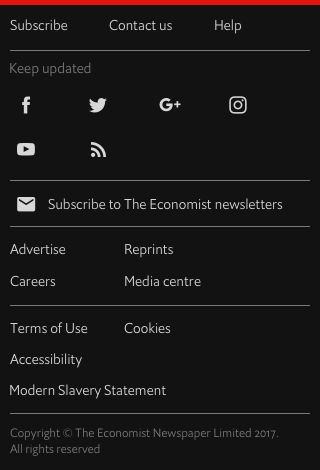 Subscribe Contact us Help
Keep updated
Subscribe to The Economist newsletters
Advertise Reprints
Careers Media centre
Terms of Use Cookies
Accessibility
Modern Slavery Statement
Copyright © The Economist Newspaper Limited 2017.
All rights reserved